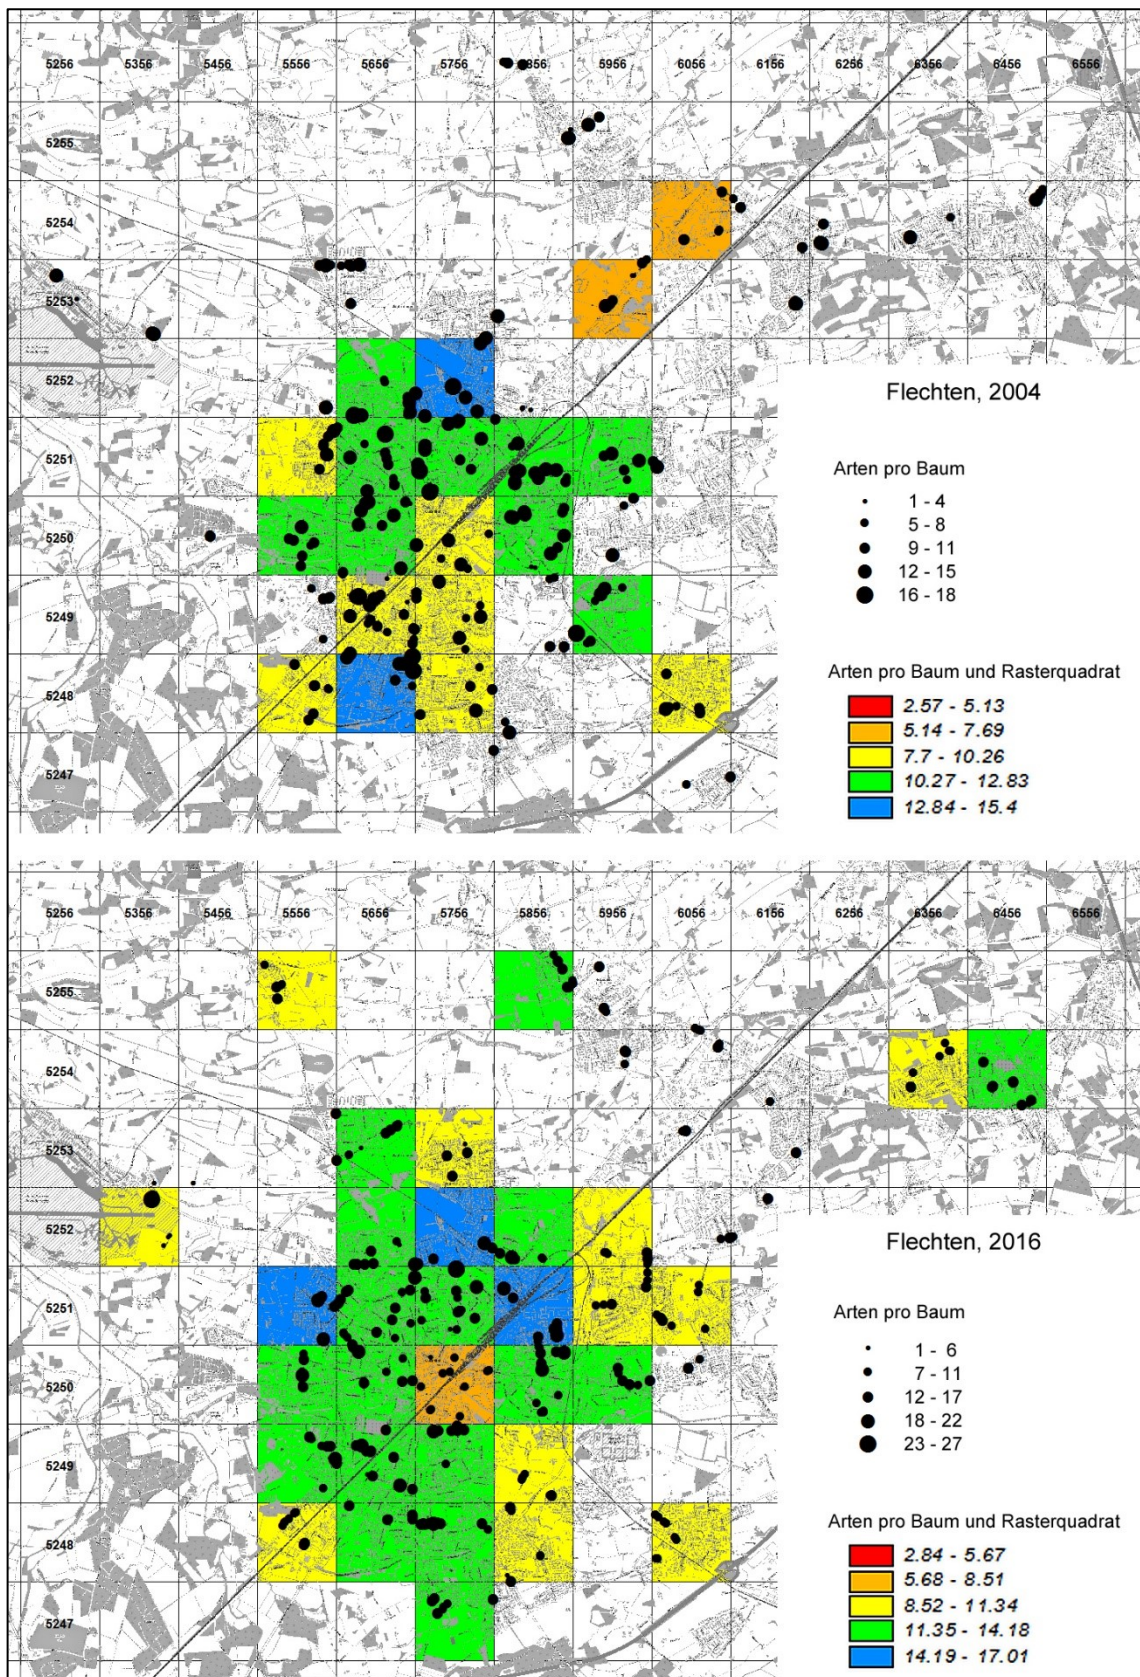 5256 5356 5456 5556 5656 5756 5856 5956 6056 6156 6256 6356 6456 6556
5255
5254
5253
5252
Flechten, 2004
5251
Arten pro Baum
1 - 4
5 - 8
9 - 11
12 - 15
16 - 18
5250
5249
Arten pro Baum und Rasterquadrat
5248
2.57 - 5.13
5.14 - 7.69
7.7 - 10.26
10.27 - 12.83
12.84 - 15.4
5247
5256 5356 5456 5556 5656 5756 5856 5956 6056 6156 6256 6356 6456 6556
5255
5254
5253
5252
Flechten, 2016
5251
Arten pro Baum
1 - 6
7 - 11
12 - 17
18 - 22
23 - 27
5250
5249
Arten pro Baum und Rasterquadrat
5248
2.84 - 5.67
5.68 - 8.51
8.52 - 11.34
11.35 - 14.18
14.19 - 17.01
5247